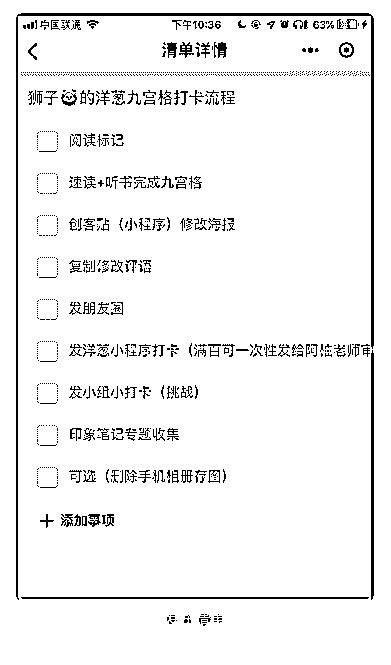 中国联通 下午10:36 63%
清单详情
狮子的洋葱九宫格打卡流程
阅读标记
速读+听书完成九宫格
创客贴（小程序）修改海报
复制修改评语
发朋友圈
发洋葱小程序打卡（满百可一次性发给阿
发小组小打卡（挑战）
印象笔记专题收集
可选（删除手机相册存图）
＋ 添加事项